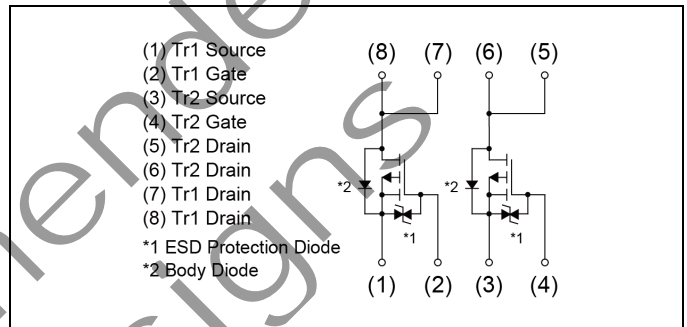 (1) Tr1 Source
(2) Tr1 Gate
(3) Tr2 Source
(4) Tr2 Gate
(5) Tr2 Drain
(6) Tr2 Drain
(7) Tr1 Drain
(8) Tr1 Drain
*1 ESD Protection Diode
*2 Body Diode
(8) (7) (6) (5)
*2 *2
*1 *1
(1) (2) (3) (4)